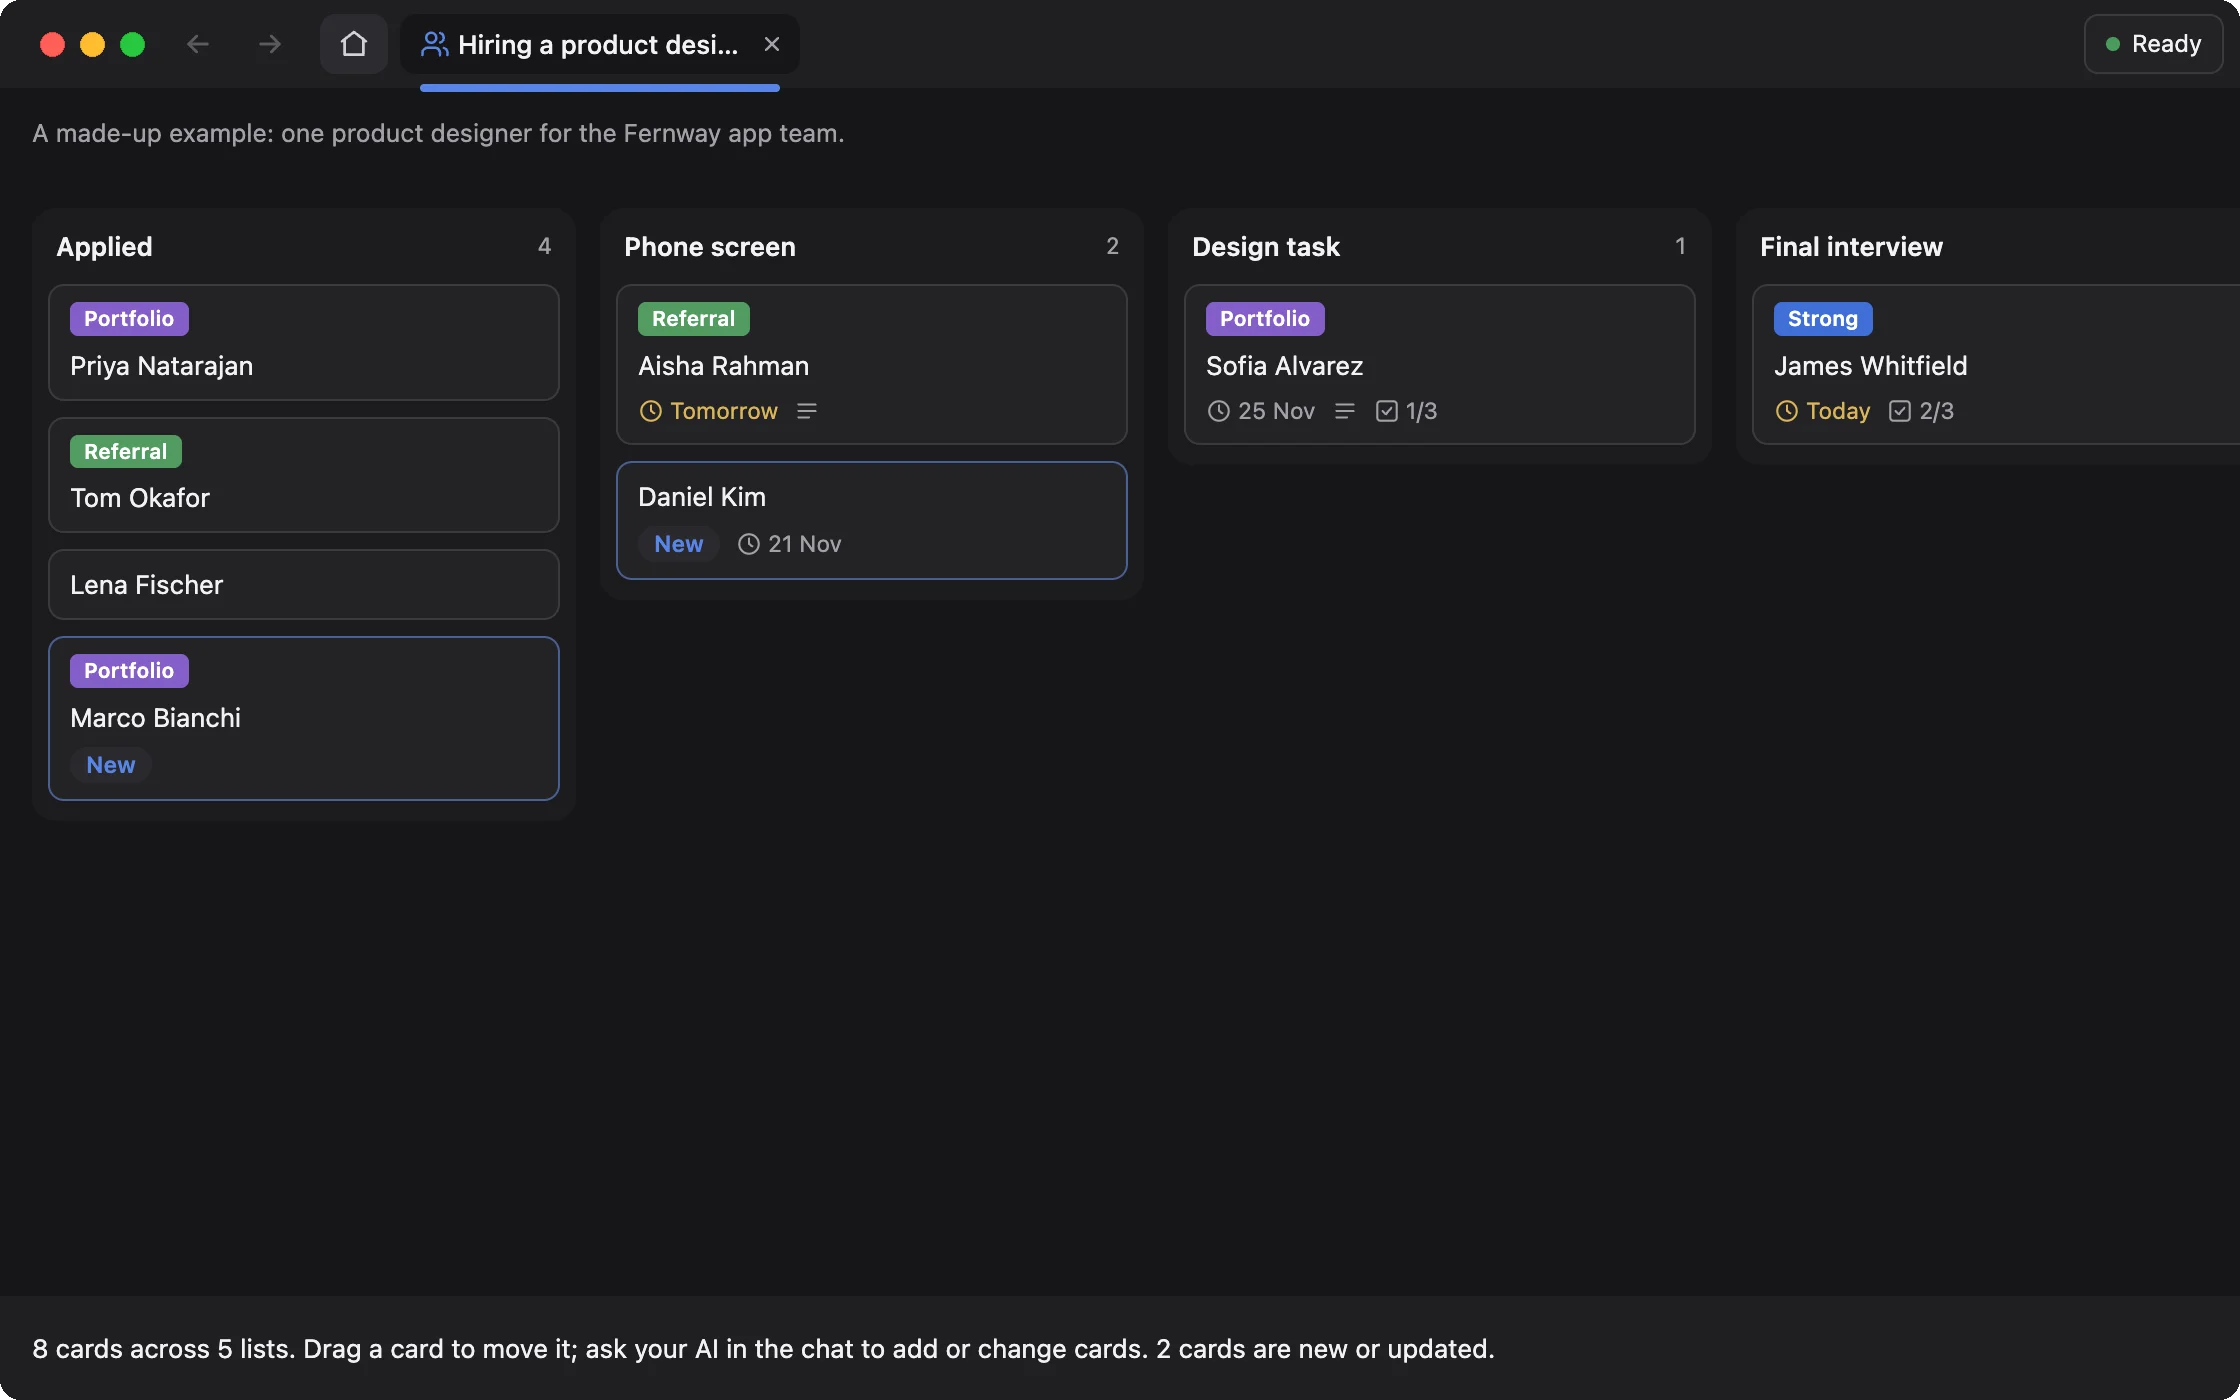 Hiring a product desi...
Ready
A made-up example: one product designer for the Fernway app team.
Applied 4
Portfolio
Priya Natarajan
Referral
Tom Okafor
Lena Fischer
Portfolio
Marco Bianchi
New
Phone screen 2
Referral
Aisha Rahman
Tomorrow
Daniel Kim
New 21 Nov
Design task 1
Portfolio
Sofia Alvarez
25 Nov 1/3
Final interview
Strong
James Whitfield
Today 2/3
8 cards across 5 lists. Drag a card to move it; ask your AI in the chat to add or change cards. 2 cards are new or updated.